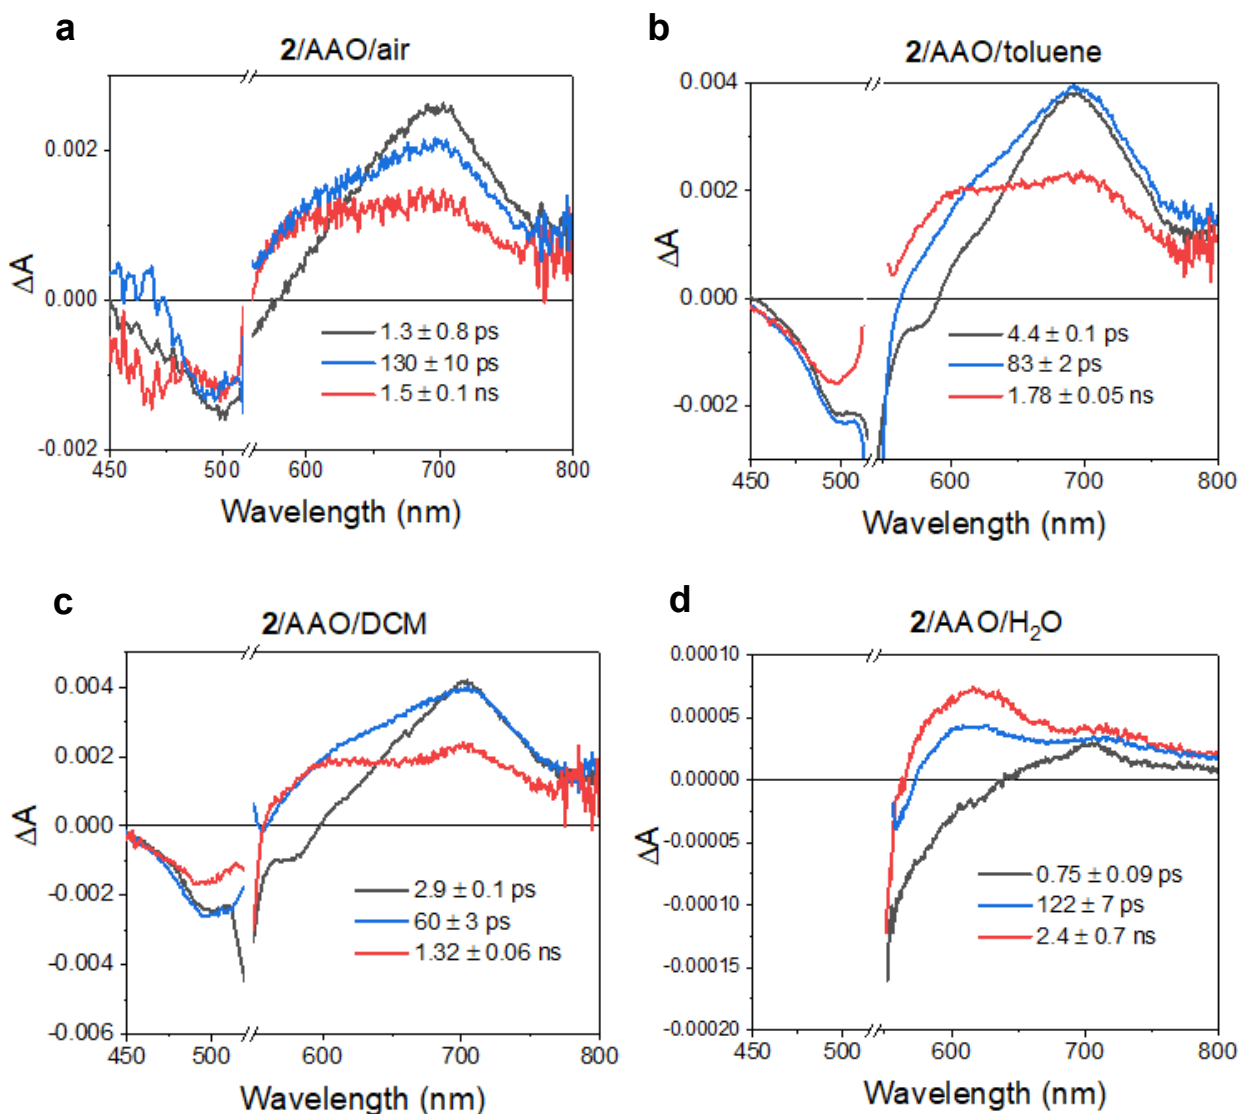 a
2/AAO/air
0.002
0.000
-0.002
ΔA
1.3 ± 0.8 ps
130 ± 10 ps
1.5 ± 0.1 ns
450 500 600 700 800
Wavelength (nm)
b
2/AAO/toluene
0.004
0.002
0.000
-0.002
ΔA
4.4 ± 0.1 ps
83 ± 2 ps
1.78 ± 0.05 ns
450 500 600 700 800
Wavelength (nm)
c
2/AAO/DCM
0.004
0.002
0.000
-0.002
-0.004
-0.006
ΔA
2.9 ± 0.1 ps
60 ± 3 ps
1.32 ± 0.06 ns
450 500 600 700 800
Wavelength (nm)
d
2/AAO/H₂O
0.00010
0.00005
0.00000
-0.00005
-0.00010
-0.00015
-0.00020
ΔA
0.75 ± 0.09 ps
122 ± 7 ps
2.4 ± 0.7 ns
450 500 600 700 800
Wavelength (nm)